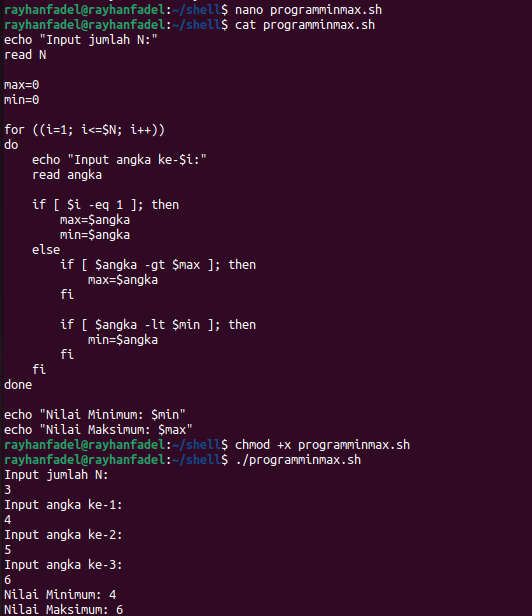 rayhanfadel@rayhanfadel:~/shell$ nano programminmax.sh
rayhanfadel@rayhanfadel:~/shell$ cat programminmax.sh
echo "Input jumlah N:"
read N

max=0
min=0

for ((i=1; i<=$N; i++))
do
    echo "Input angka ke-$i:"
    read angka

    if [ $i -eq 1 ]; then
        max=$angka
        min=$angka
    else
        if [ $angka -gt $max ]; then
            max=$angka
        fi

        if [ $angka -lt $min ]; then
            min=$angka
        fi
    fi
done

echo "Nilai Minimum: $min"
echo "Nilai Maksimum: $max"
rayhanfadel@rayhanfadel:~/shell$ chmod +x programminmax.sh
rayhanfadel@rayhanfadel:~/shell$ ./programminmax.sh
Input jumlah N:
3
Input angka ke-1:
4
Input angka ke-2:
5
Input angka ke-3:
6
Nilai Minimum: 4
Nilai Maksimum: 6